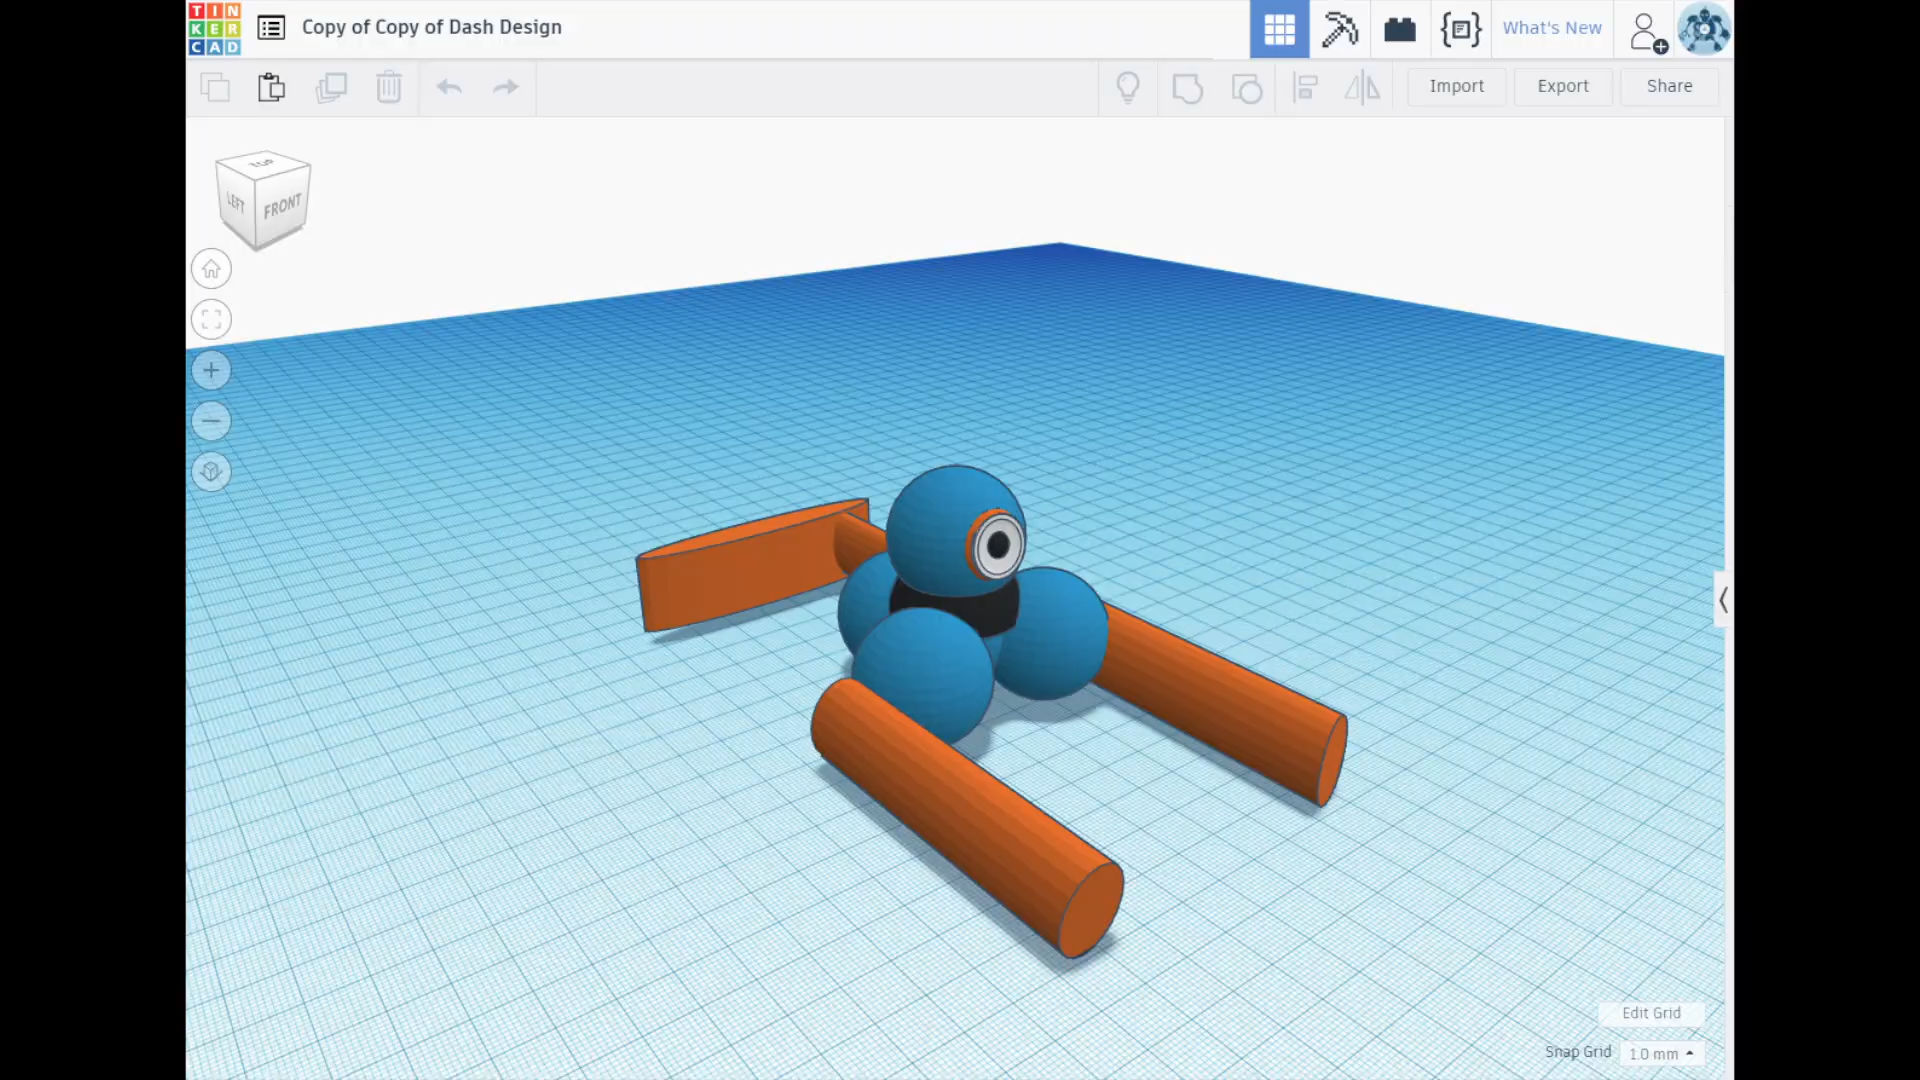 TIN
KER
CAD
Copy of Copy of Dash Design
What's New
Import
Export
Share
TOP
LEFT
FRONT
Edit Grid
Snap Grid
1.0 mm